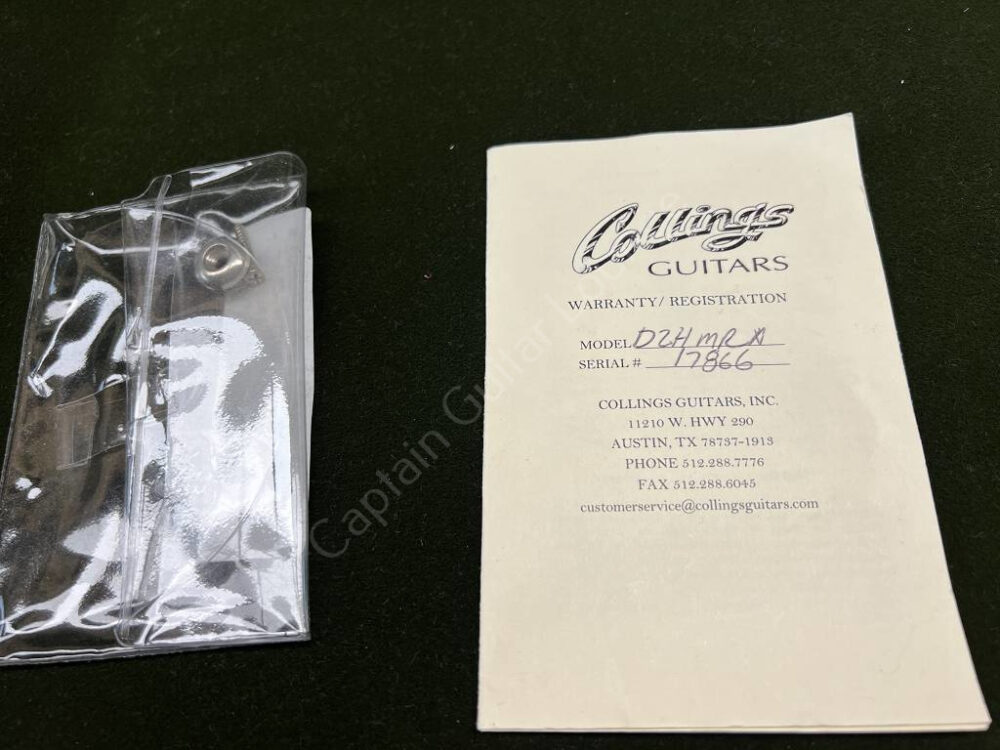 Collings
GUITARS
WARRANTY/ REGISTRATION
MODEL D2H MR A
SERIAL # 17866
COLLINGS GUITARS, INC.
11210 W. HWY 290
AUSTIN, TX 78737-1913
PHONE 512.288.7776
FAX 512.288.6045
customerservice@collingsguitars.com
Captain Guitar